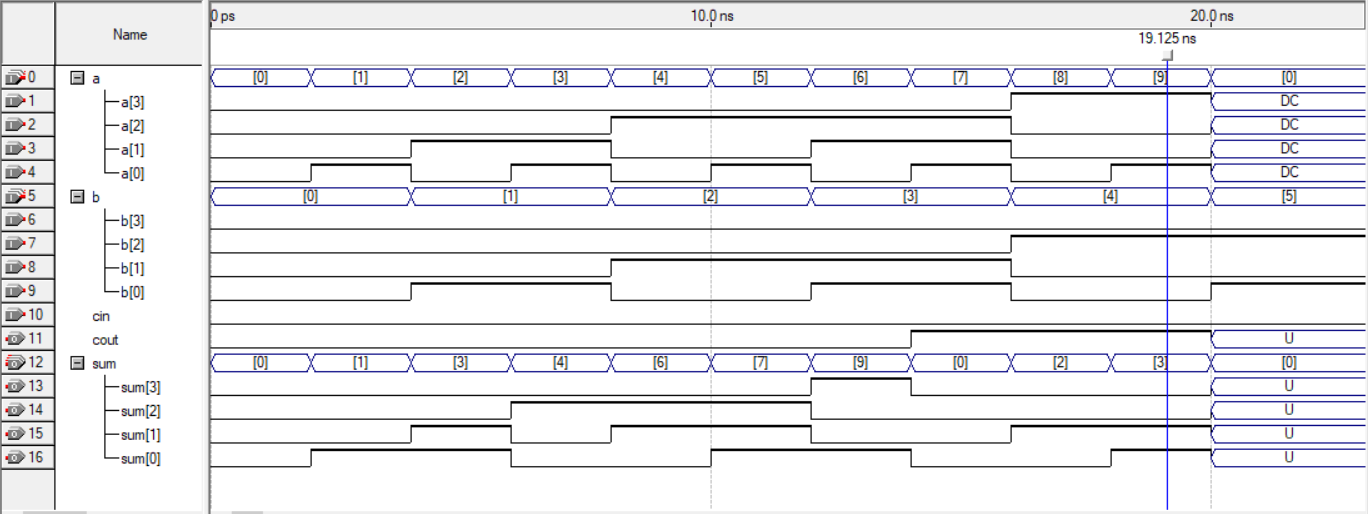 0 ps 10.0 ns 20.0 ns
Name
19.125 ns
0 a [0] [1] [2] [3] [4] [5] [6] [7] [8] [9] [0]
1 a[3] DC
2 a[2] DC
3 a[1] DC
4 a[0] DC
5 b [0] [1] [2] [3] [4] [5]
6 b[3]
7 b[2]
8 b[1]
9 b[0]
10 cin
11 cout U
12 sum [0] [1] [3] [4] [6] [7] [9] [0] [2] [3] [0]
13 sum[3] U
14 sum[2] U
15 sum[1] U
16 sum[0] U